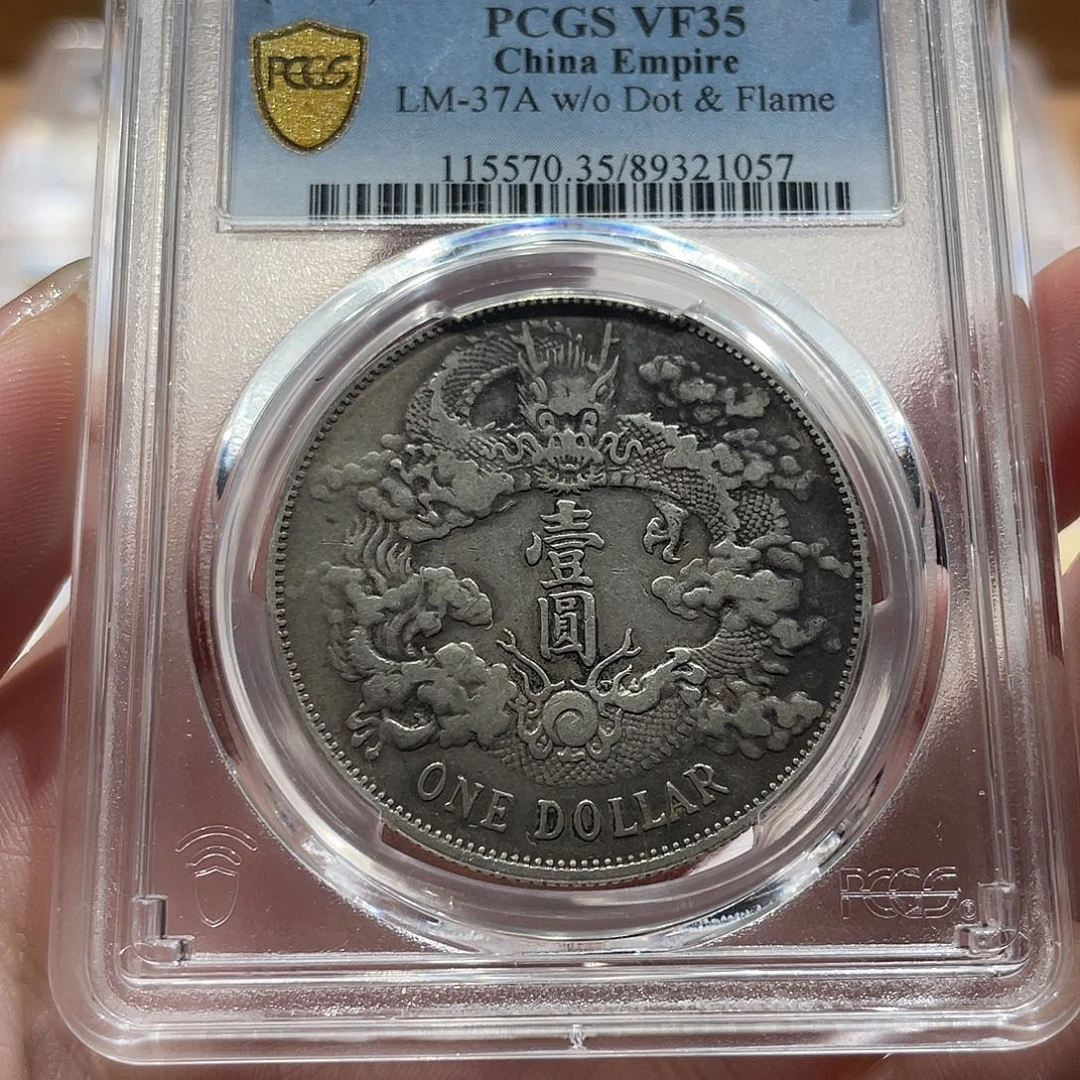 PCGS VF35
PCGS
China Empire
LM-37A w/o Dot & Flame
115570.35/89321057
壹
圓
ONE DOLLAR
PCGS